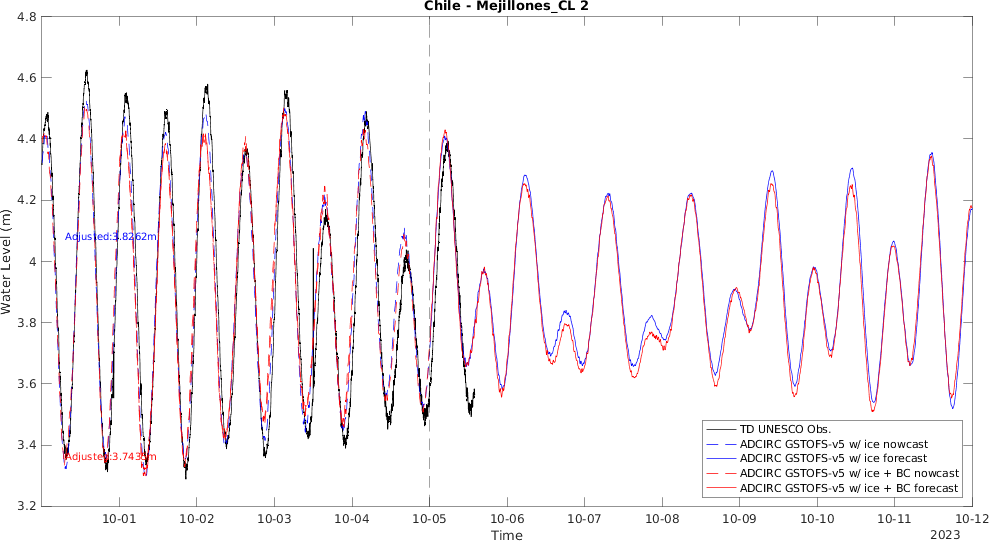 Chile - Mejillones_CL 2
4.8
4.6
4.4
4.2
4
3.8
3.6
3.4
3.2
Water Level (m)
Adjusted:3.8262m
TD UNESCO Obs.
ADCIRC GSTOFS-v5 w/ ice nowcast
ADCIRC GSTOFS-v5 w/ ice forecast
ADCIRC GSTOFS-v5 w/ ice + BC nowcast
ADCIRC GSTOFS-v5 w/ ice + BC forecast
10-01
10-02
10-03
10-04
10-05
10-06
10-07
10-08
10-09
10-10
10-11
10-12
Time
2023